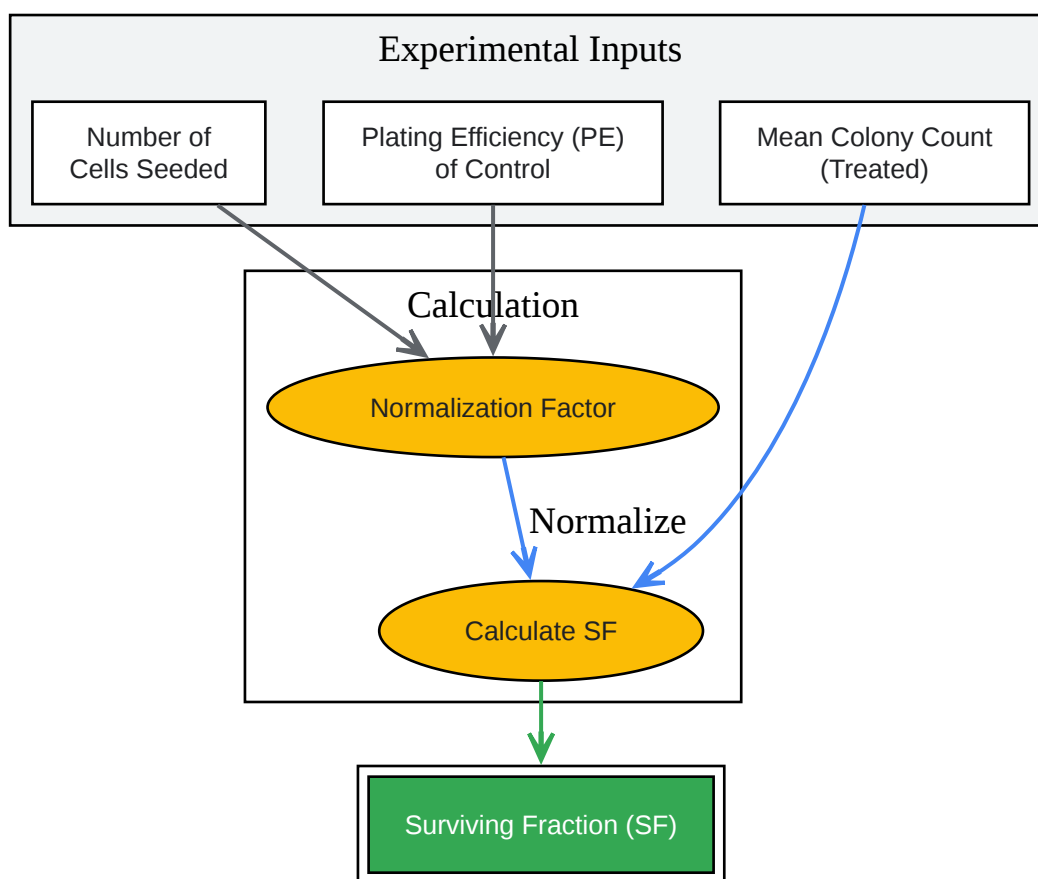 Experimental Inputs
Number of
Cells Seeded
Plating Efficiency (PE)
of Control
Mean Colony Count
(Treated)
Calculation
Normalization Factor
Normalize
Calculate SF
Surviving Fraction (SF)